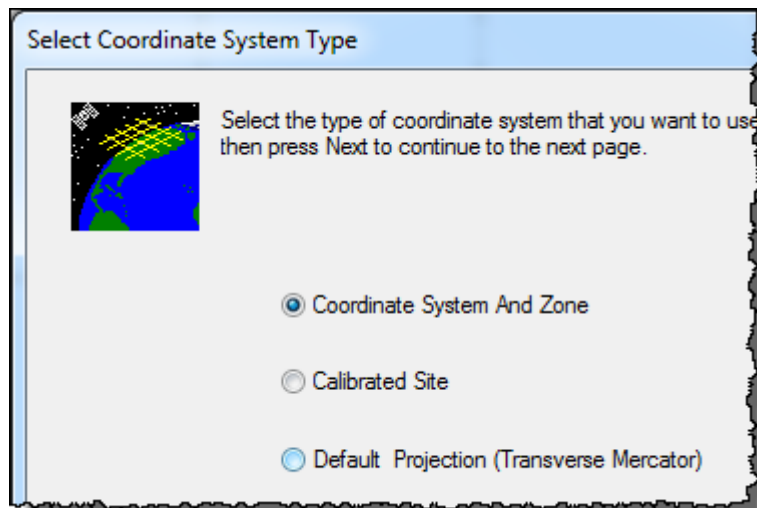 Select Coordinate System Type
Select the type of coordinate system that you want to use
then press Next to continue to the next page.
Coordinate System And Zone
Calibrated Site
Default Projection (Transverse Mercator)